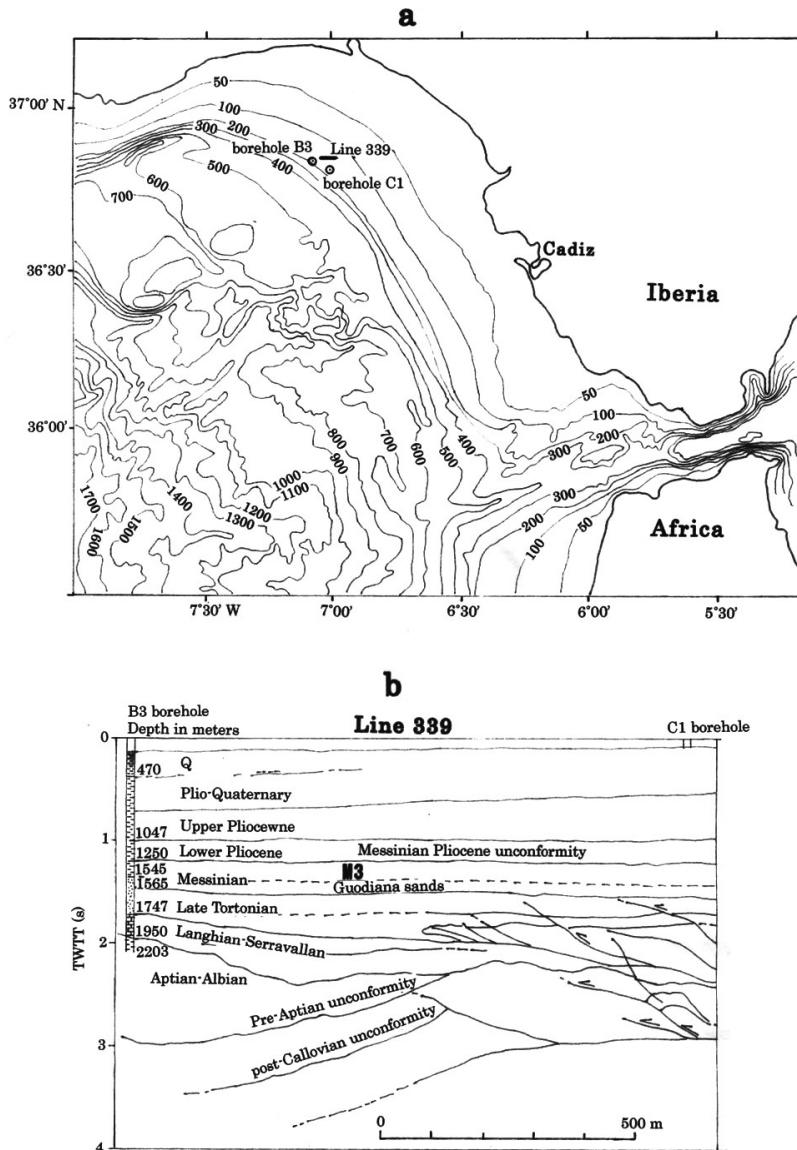 a
37°00' N
50
100
200
300
400
500
600
700
borehole B3
Line 339
borehole C1
36°30'
Cadiz
Iberia
36°00'
50
100
200
300
400
500
600
700
800
900
1000
1100
1200
1300
1400
1500
1600
1700
300
200
100
50
Africa
7°30' W
7°00'
6°30'
6°00'
5°30'
b
B3 borehole
Depth in meters
Line 339
C1 borehole
0
470 Q
Plio-Quaternary
1047 Upper Pliocewne
1
1250 Lower Pliocene
Messinian Pliocene unconformity
1545
1565 Messinian
M3
Guodiana sands
1747 Late Tortonian
1950 Langhian-Serravallan
2
2203
Aptian-Albian
Pre-Aptian unconformity
post-Callovian unconformity
3
4
TWTT (s)
0
500 m